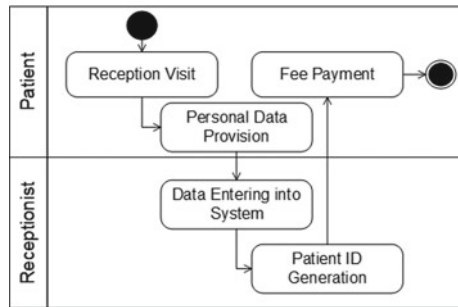 Patient
Reception Visit
Fee Payment
Personal Data
Provision
Receptionist
Data Entering into
System
Patient ID
Generation